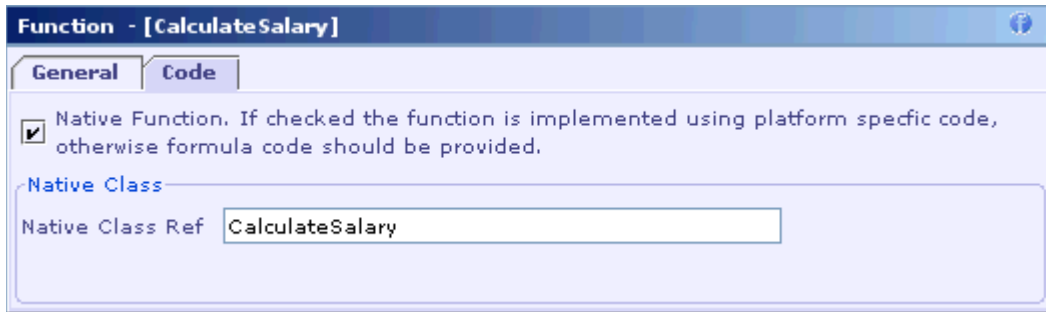 Function - [CalculateSalary]
General Code
Native Function. If checked the function is implemented using platform specfic code,
otherwise formula code should be provided.
Native Class
Native Class Ref CalculateSalary